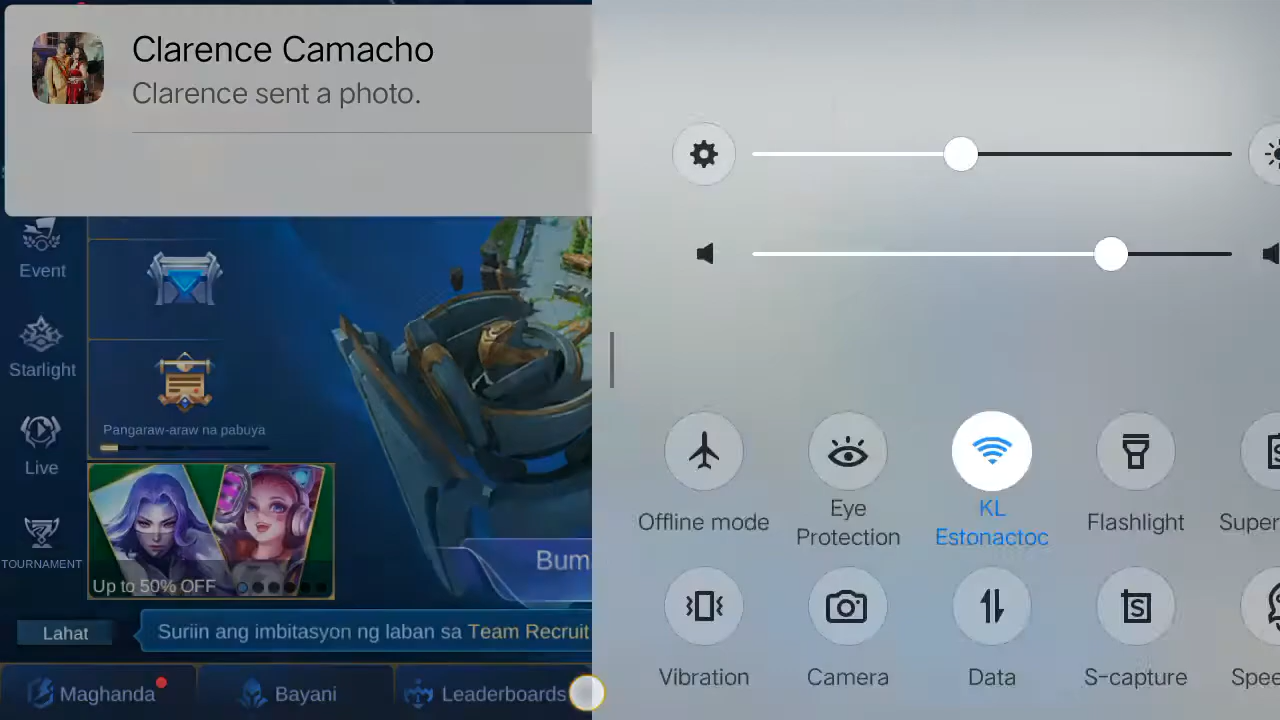 Clarence Camacho
Clarence sent a photo.
Event
Starlight
Pangaraw-araw na pabuya
Live
TOURNAMENT
Up to 50% OFF
Bum
Lahat
Suriin ang imbitasyon ng laban sa Team Recruit
Maghanda
Bayani
Leaderboards
Offline mode
Eye
Protection
KL
Estonactoc
Flashlight
Super
Vibration
Camera
Data
S-capture
Spee